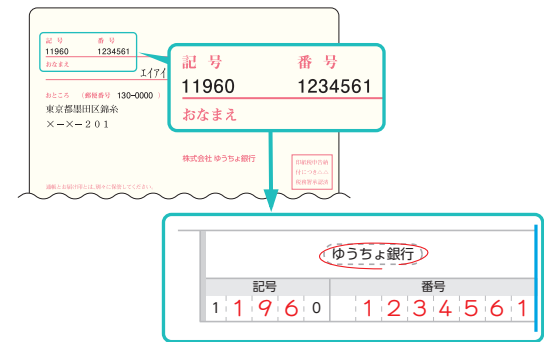 記号 番号
11960 1234561
おなまえ
エイアイ
おところ (郵便番号 130-0000 )
東京都墨田区錦糸
×-×-201
株式会社 ゆうちょ銀行
記号 番号
11960 1234561
おなまえ
ゆうちょ銀行
記号 番号
1 1 9 6 0 1 2 3 4 5 6 1